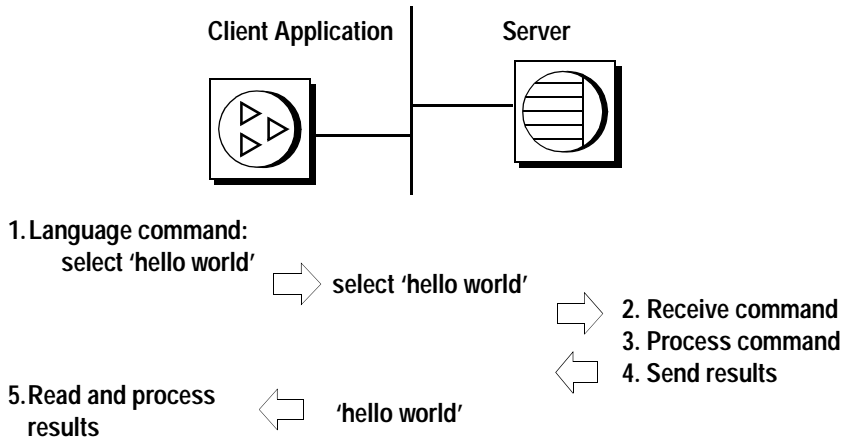 Client Application
Server
1.Language command:
select ‘hello world’
select ‘hello world’
2. Receive command
3. Process command
4. Send results
5.Read and process
results
‘hello world’